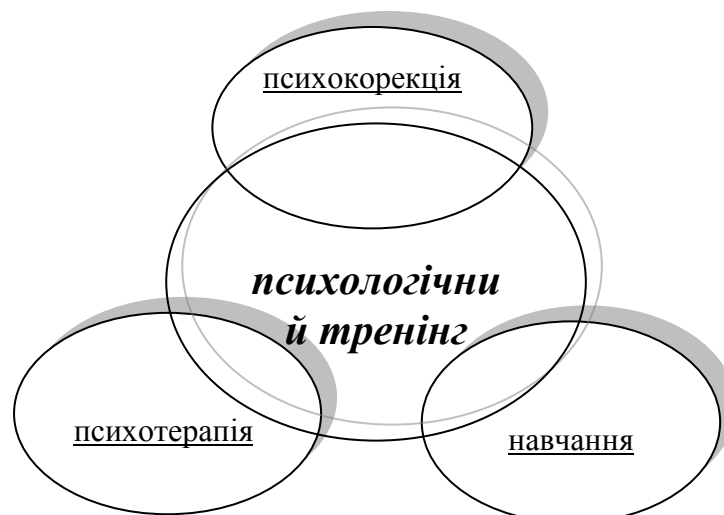 психокорекція
психологічни
й тренінг
психотерапія
навчання